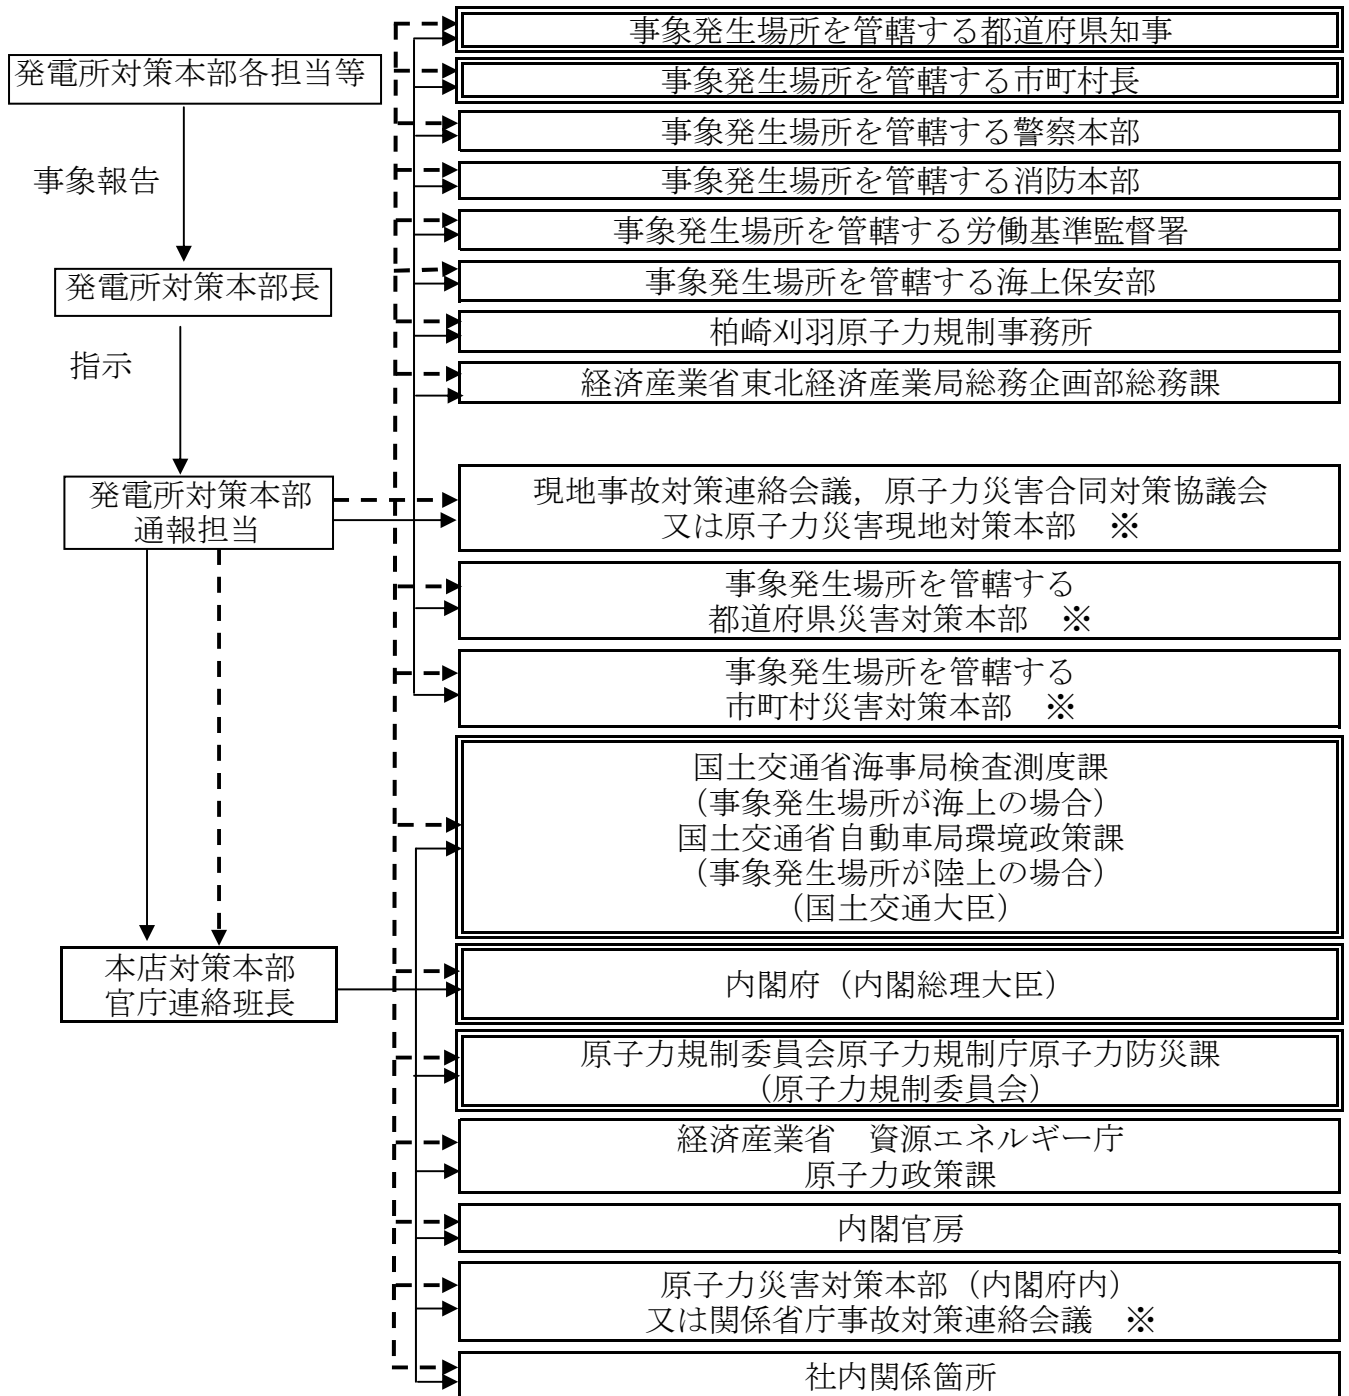 発電所対策本部各担当等
事象報告
発電所対策本部長
指示
発電所対策本部
通報担当
本店対策本部
官庁連絡班長
事象発生場所を管轄する都道府県知事
事象発生場所を管轄する市町村長
事象発生場所を管轄する警察本部
事象発生場所を管轄する消防本部
事象発生場所を管轄する労働基準監督署
事象発生場所を管轄する海上保安部
柏崎刈羽原子力規制事務所
経済産業省東北経済産業局総務企画部総務課
現地事故対策連絡会議，原子力災害合同対策協議会
又は原子力災害現地対策本部　※
事象発生場所を管轄する
都道府県災害対策本部　※
事象発生場所を管轄する
市町村災害対策本部　※
国土交通省海事局検査測度課
（事象発生場所が海上の場合）
国土交通省自動車局環境政策課
（事象発生場所が陸上の場合）
（国土交通大臣）
内閣府（内閣総理大臣）
原子力規制委員会原子力規制庁原子力防災課
（原子力規制委員会）
経済産業省　資源エネルギー庁
原子力政策課
内閣官房
原子力災害対策本部（内閣府内）
又は関係省庁事故対策連絡会議　※
社内関係箇所